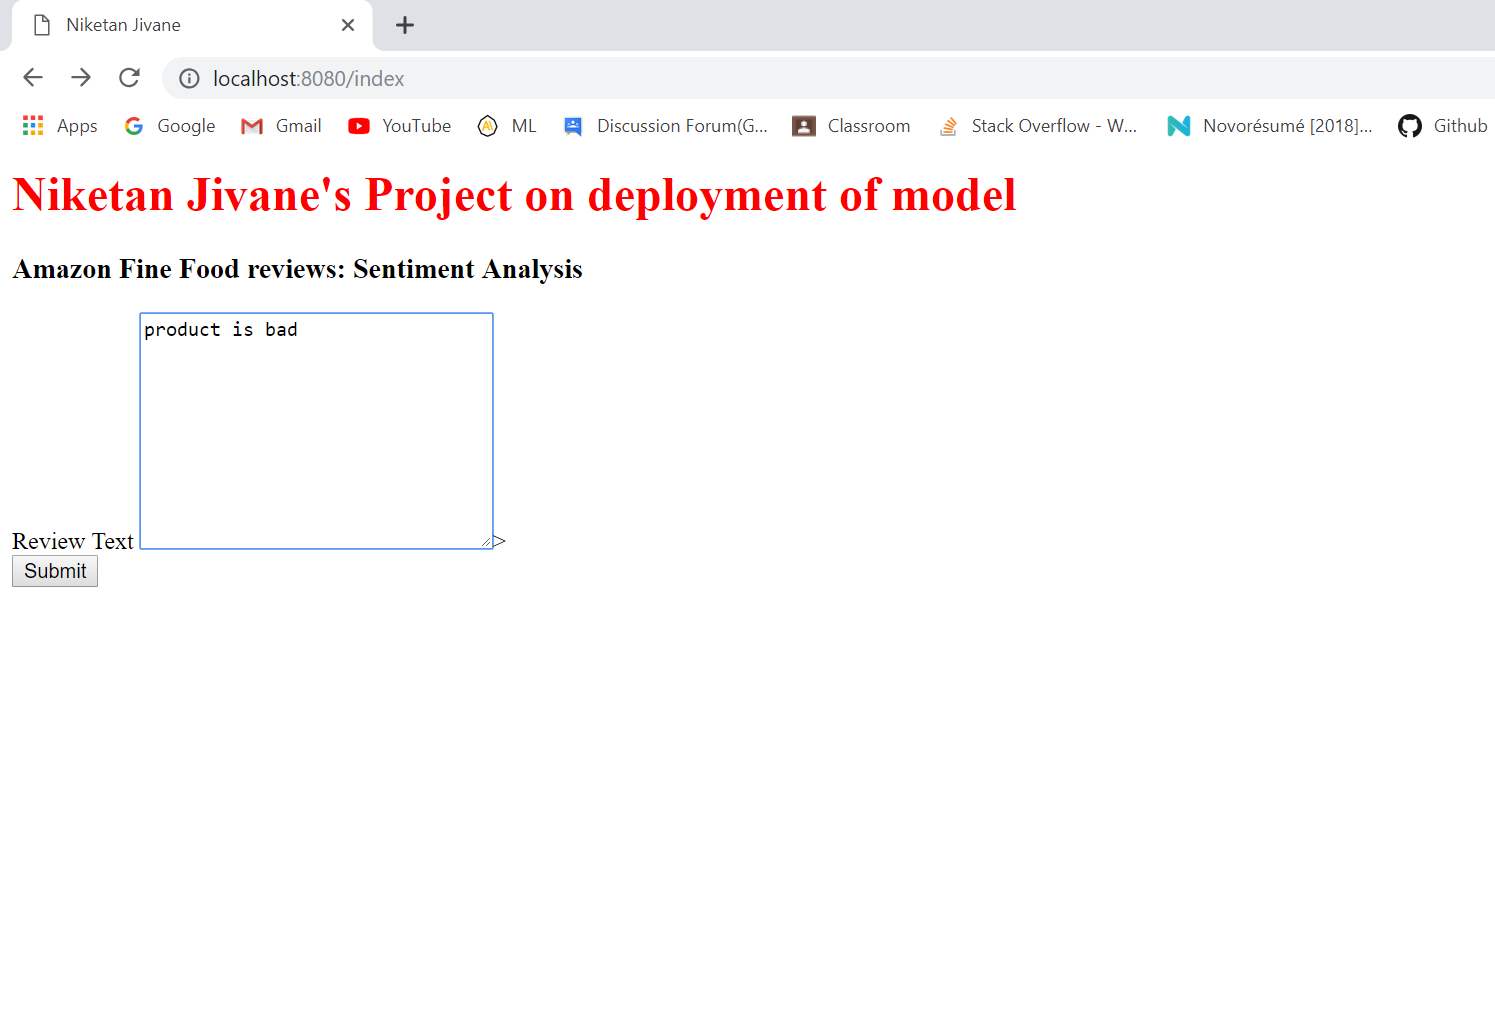 Niketan Jivane
localhost:8080/index
Apps Google Gmail YouTube ML Discussion Forum(G... Classroom Stack Overflow - W... Novorésumé [2018]... Github
Niketan Jivane's Project on deployment of model
Amazon Fine Food reviews: Sentiment Analysis
product is bad
Review Text >
Submit